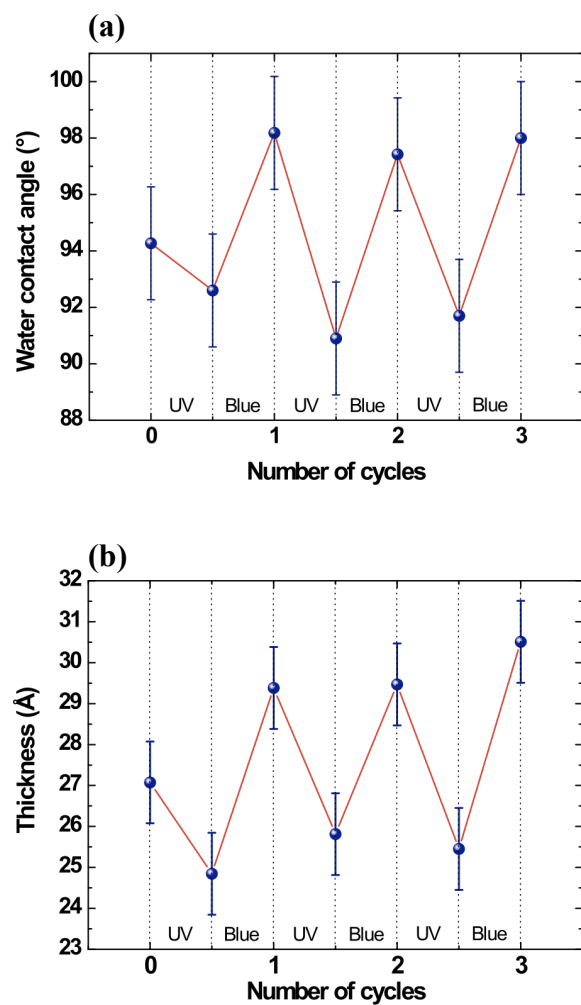 (a)
Water contact angle (°)
100
98
96
94
92
90
88
UV Blue UV Blue UV Blue
0 1 2 3
Number of cycles
(b)
Thickness (Å)
32
31
30
29
28
27
26
25
24
23
UV Blue UV Blue UV Blue
0 1 2 3
Number of cycles